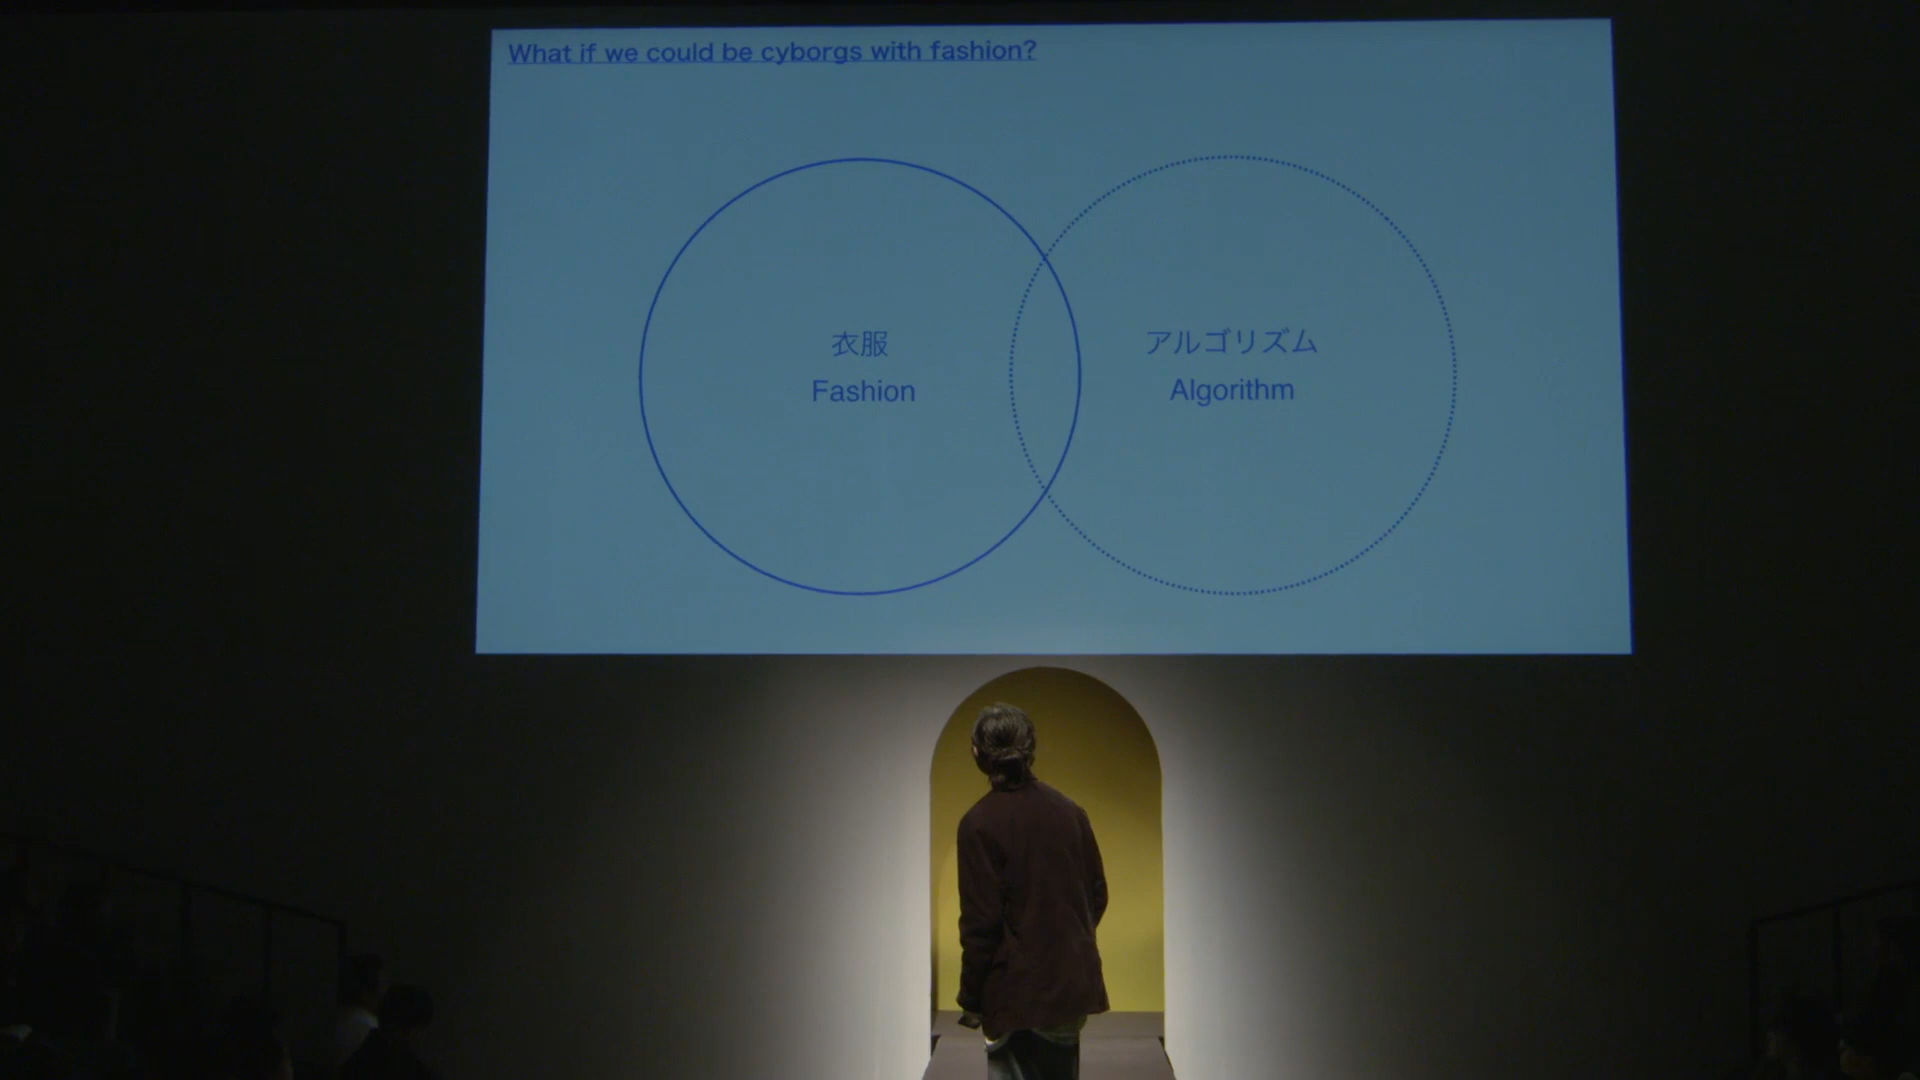 What if we could be cyborgs with fashion?
衣服
Fashion
アルゴリズム
Algorithm